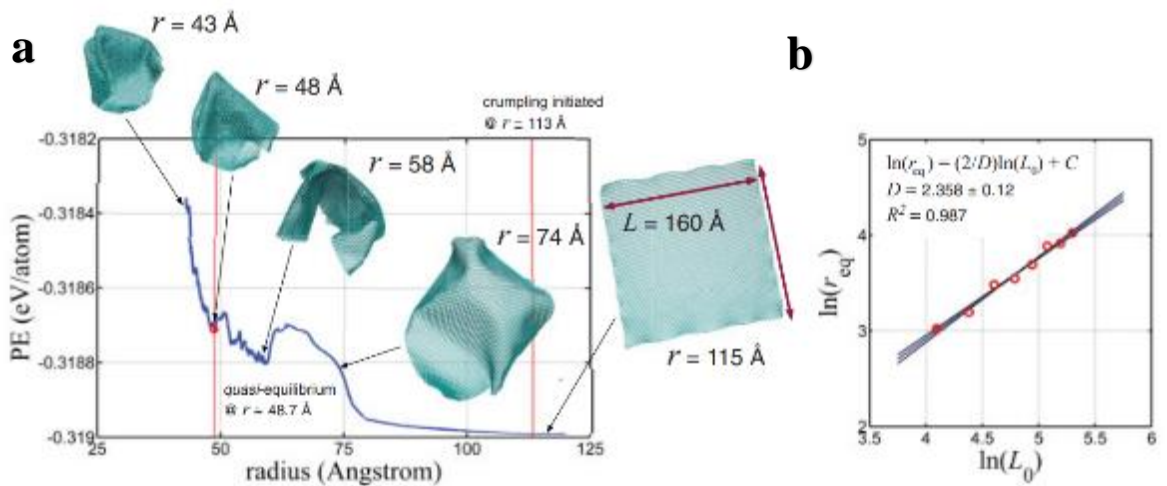 a
r = 43 Å
r = 48 Å
r = 58 Å
r = 74 Å
crumpling initiated
@ r = 113 Å
-0.3182
-0.3184
-0.3186
-0.3188
-0.319
PE (eV/atom)
quasi-equilibrium
@ r = 48.7 Å
25
50
75
100
125
radius (Angstrom)
L = 160 Å
r = 115 Å
b
ln(r_eq) = (2/D)ln(L_0) + C
D = 2.358 ± 0.12
R² = 0.987
5
4
3
2
ln(r_eq)
3.5
4
4.5
5
5.5
6
ln(L_0)